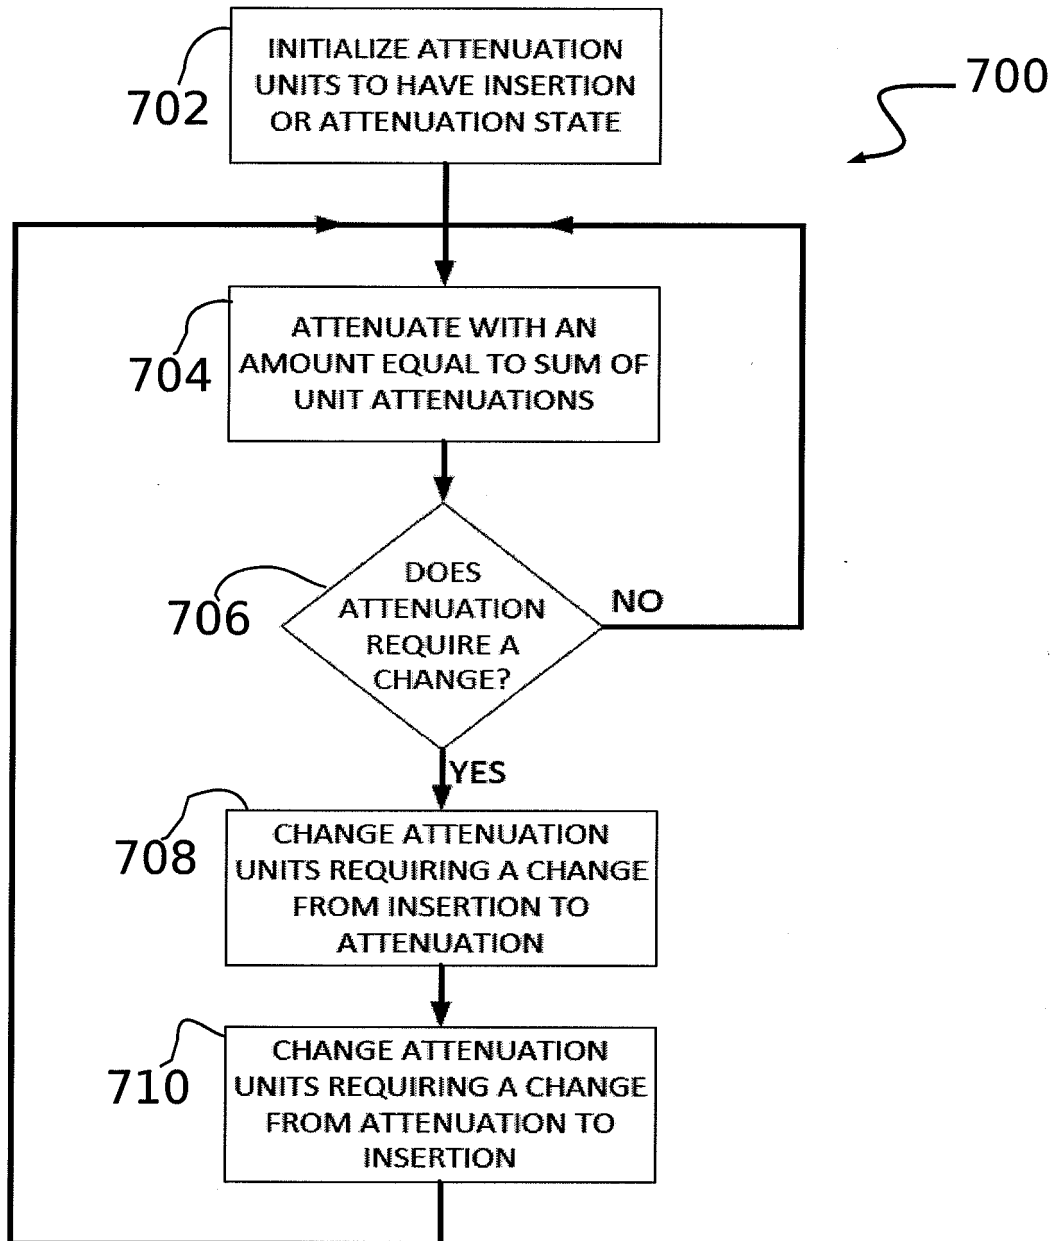 INITIALIZE ATTENUATION
UNITS TO HAVE INSERTION
OR ATTENUATION STATE
702
700
ATTENUATE WITH AN
AMOUNT EQUAL TO SUM OF
UNIT ATTENUATIONS
704
DOES
ATTENUATION
REQUIRE A
CHANGE?
706
NO
YES
CHANGE ATTENUATION
UNITS REQUIRING A CHANGE
FROM INSERTION TO
ATTENUATION
708
CHANGE ATTENUATION
UNITS REQUIRING A CHANGE
FROM ATTENUATION TO
INSERTION
710